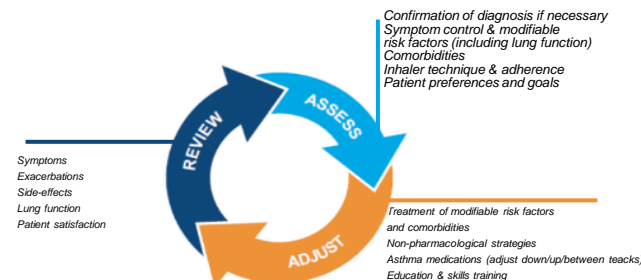 Confirmation of diagnosis if necessary
Symptom control & modifiable
risk factors (including lung function)
Comorbidities
Inhaler technique & adherence
Patient preferences and goals
ASSESS
REVIEW
Symptoms
Exacerbations
Side-effects
Lung function
Patient satisfaction
ADJUST
Treatment of modifiable risk factors
and comorbidities
Non-pharmacological strategies
Asthma medications (adjust down/up/between teacks)
Education & skills training